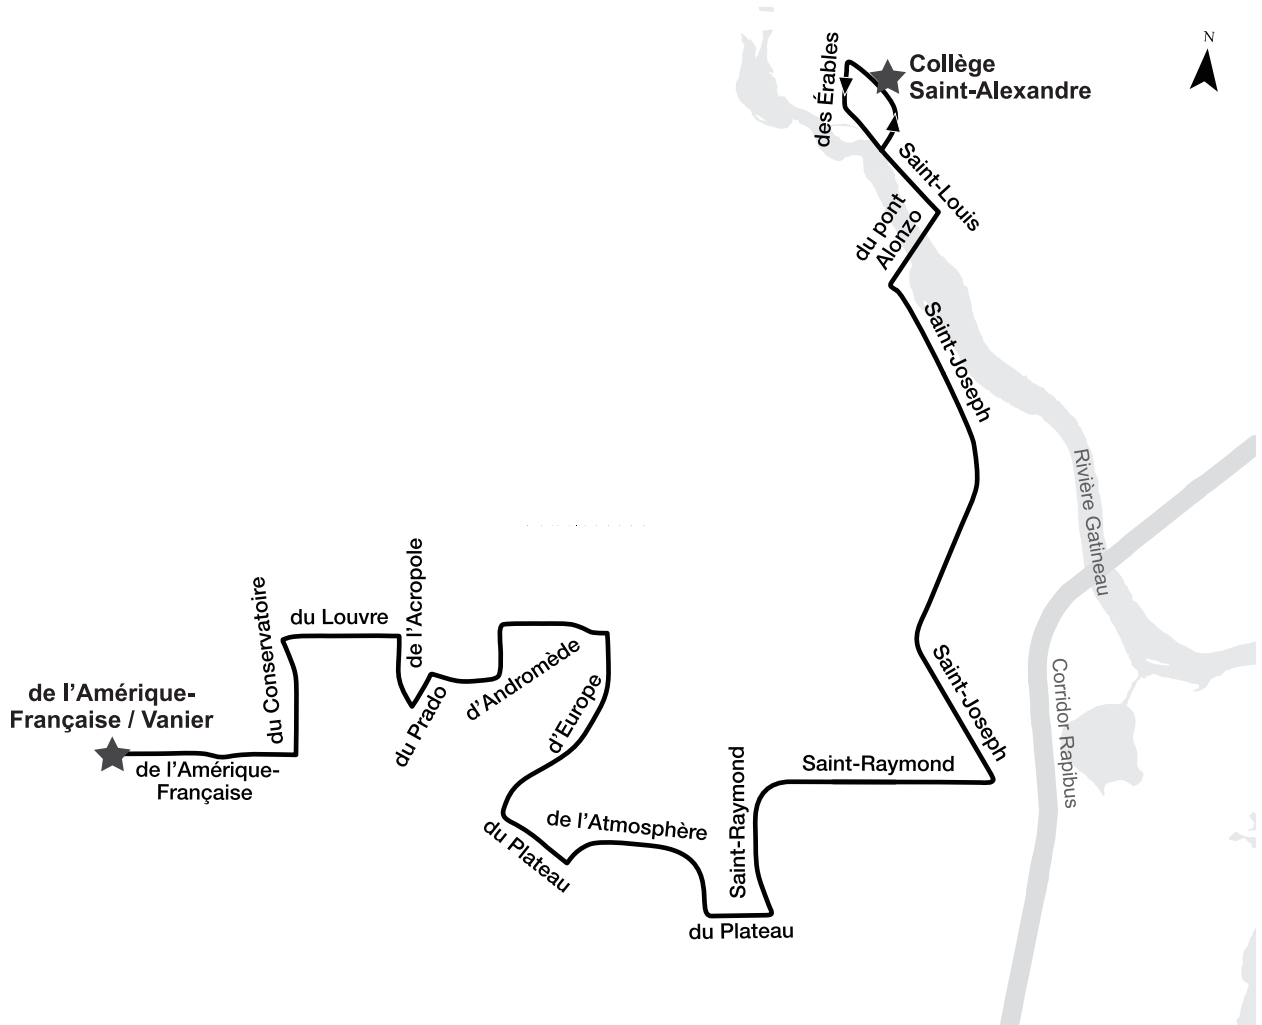 N
des Érables
Collège
Saint-Alexandre
Saint-Louis
du pont
Alonzo
Saint-Joseph
Rivière Gatineau
de l'Acropole
du Conservatoire
du Louvre
d'Andromède
d'Europe
du Prado
de l'Amérique-
Française / Vanier
de l'Amérique-
Française
Saint-Joseph
Corridor Rapibus
Saint-Raymond
Saint-Raymond
de l'Atmosphère
du Plateau
du Plateau